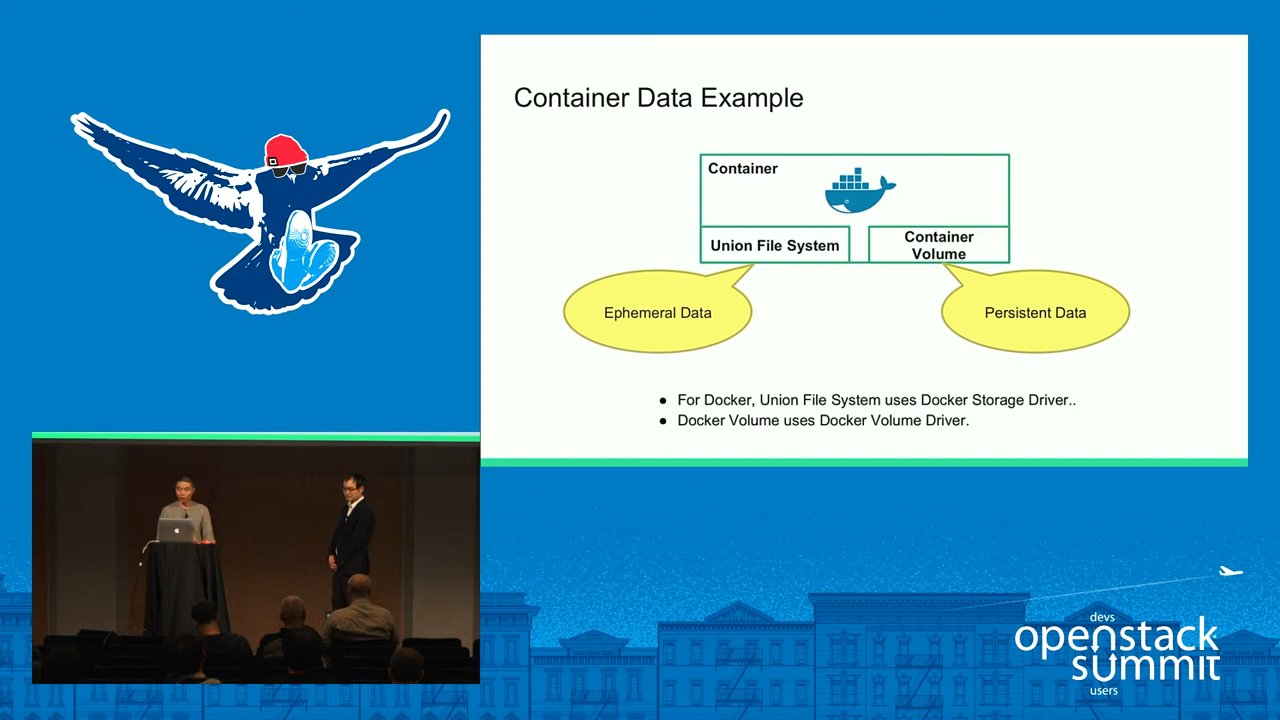 Container Data Example
Container
Union File System
Container
Volume
Ephemeral Data
Persistent Data
● For Docker, Union File System uses Docker Storage Driver..
● Docker Volume uses Docker Volume Driver.
devs
openstack
summit
users